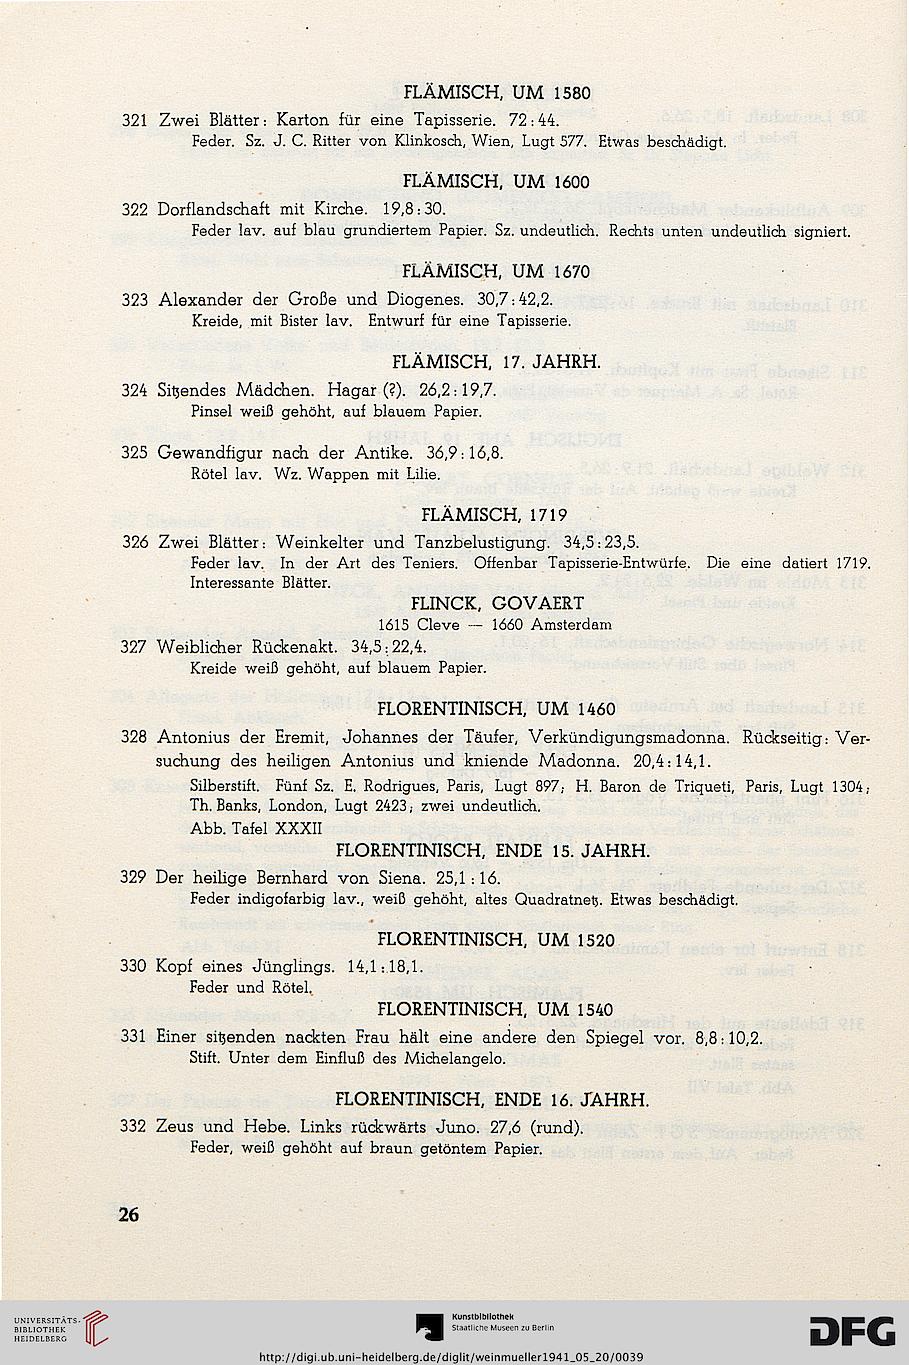 FLÄMISCH, UM 1580
321 Zwei Blätter: Karton für eine Tapisserie. 72:44.
Feder. Sz. J. C. Ritter von Klinkosch, Wien, Lugt 577. Etwas beschädigt.
FLÄMISCH, UM 1600
322 Dorflandschaft mit Kirche. 19,8:30.
Feder lav. auf blau grundiertem Papier. Sz. undeutlich. Rechts unten undeutlich signiert.
FLÄMISCH, UM 1670
323 Alexander der Große und Diogenes. 30,7:42,2.
Kreide, mit Bister lav. Entwurf für eine Tapisserie.
FLÄMISCH, 17. JAHRH.
324 Sitzendes Mädchen. Hagar (?). 26,2:19,7.
Pinsel weiß gehöht, auf blauem Papier.
325 Gewandfigur nach der Antike. 36,9:16,8.
Rötel lav. Wz. Wappen mit Lilie.
FLÄMISCH, 1719
326 Zwei Blätter: Weinkelter und Tanzbelustigung. 34,5:23,5.
Feder lav. In der Art des Teniers. Offenbar Tapisserie-Entwürfe. Die eine datiert 1719.
Interessante Blätter.
FLINCK, GOVAERT
1615 Cleve — 1660 Amsterdam
327 Weiblicher Rückenakt. 34,5:22,4.
Kreide weiß gehöht, auf blauem Papier.
FLORENTINISCH, UM 1460
328 Antonius der Eremit, Johannes der Täufer, Verkündigungsmadonna. Rückseitig: Ver-
suchung des heiligen Antonius und kniende Madonna. 20,4:14,1.
Silberstift. Fünf Sz. E. Rodrigues, Paris, Lugt 897; H. Baron de Triqueti, Paris, Lugt 1304;
Th. Banks, London, Lugt 2423; zwei undeutlich.
Abb. Tafel XXXII
FLORENTINISCH, ENDE 15. JAHRH.
329 Der heilige Bernhard von Siena. 25,1:16.
Feder indigofarbig lav., weiß gehöht, altes Quadratnetz. Etwas beschädigt.
FLORENTINISCH, UM 1520
330 Kopf eines Jünglings. 14,1:18,1.
Feder und Rötel.
FLORENTINISCH, UM 1540
331 Einer sitzenden nackten Frau hält eine andere den Spiegel vor. 8,8:10,2.
Stift. Unter dem Einfluß des Michelangelo.
FLORENTINISCH, ENDE 16. JAHRH.
332 Zeus und Hebe. Links rückwärts Juno. 27,6 (rund).
Feder, weiß gehöht auf braun getöntem Papier.
26
UNIVERSITÄTS-
BIBLIOTHEK
HEIDELBERG
Kunstbibliothek
Staatliche Museen zu Berlin
DFG
http://digi.ub.uni-heidelberg.de/diglit/weinmueller1941_05_20/0039